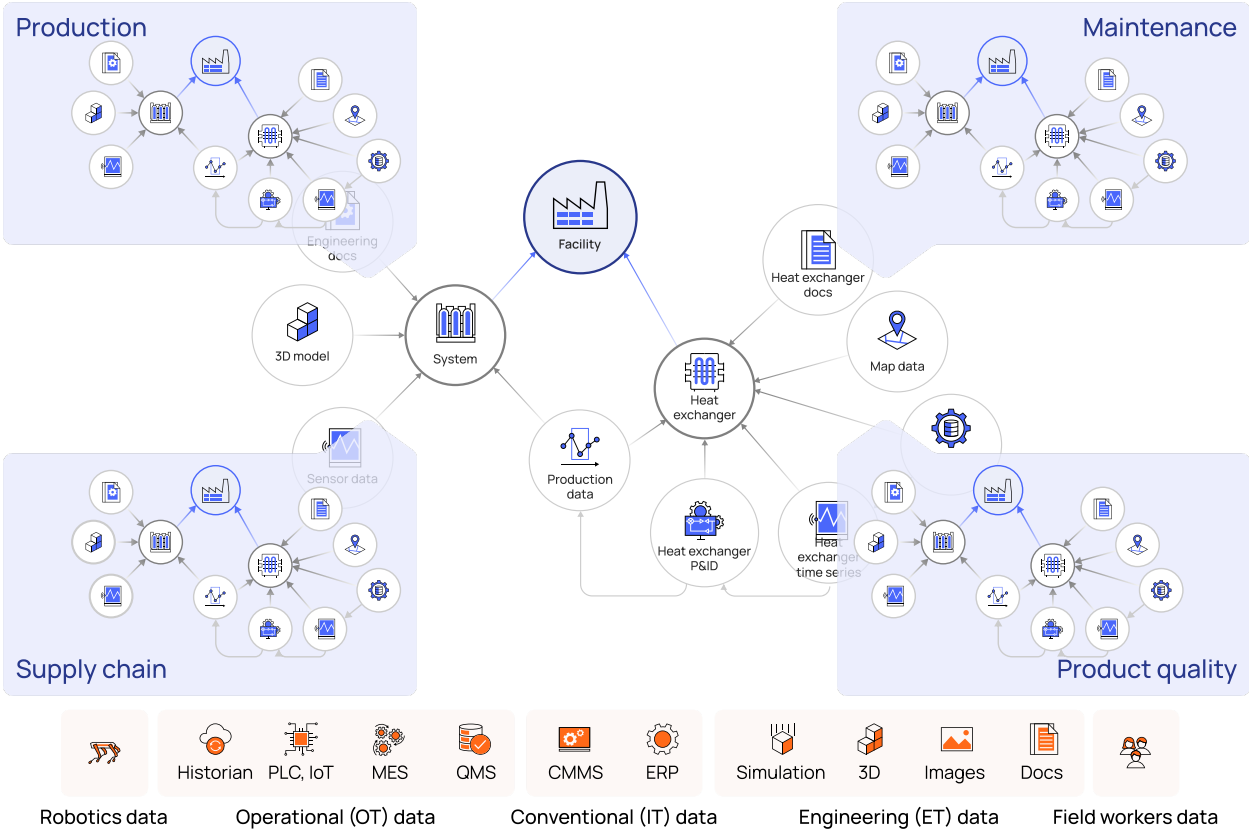 Production
Maintenance
Engineering
docs
Facility
Heat exchanger
docs
3D model
System
Map data
Heat
exchanger
Sensor data
Production
data
Heat exchanger
P&ID
Heat
exchanger
time series
Supply chain
Product quality
Historian
PLC, IoT
MES
QMS
CMMS
ERP
Simulation
3D
Images
Docs
Robotics data
Operational (OT) data
Conventional (IT) data
Engineering (ET) data
Field workers data